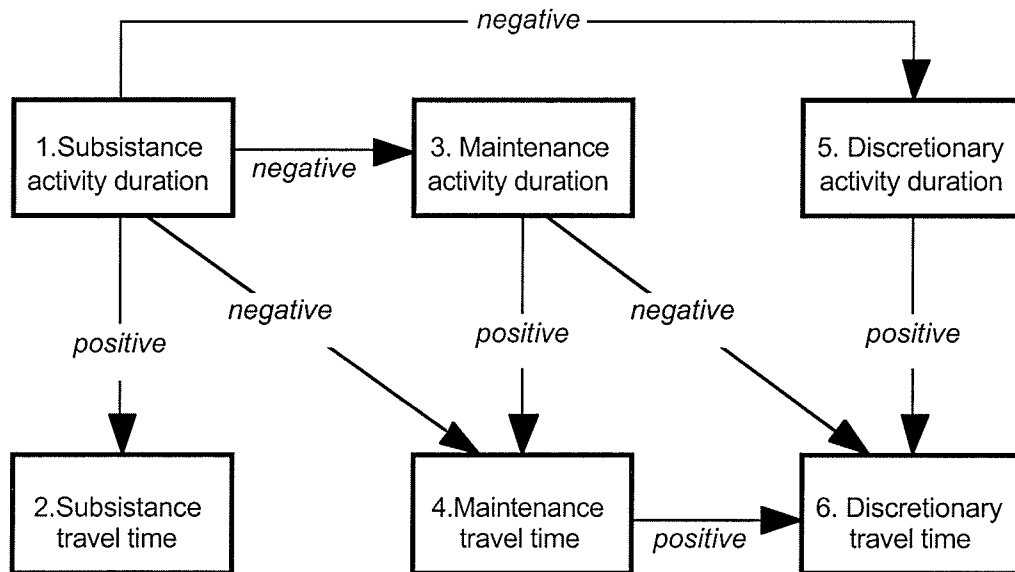 negative
1.Subsistance
activity duration
negative
3. Maintenance
activity duration
5. Discretionary
activity duration
negative
positive
positive
negative
positive
2.Subsistance
travel time
4.Maintenance
travel time
positive
6. Discretionary
travel time